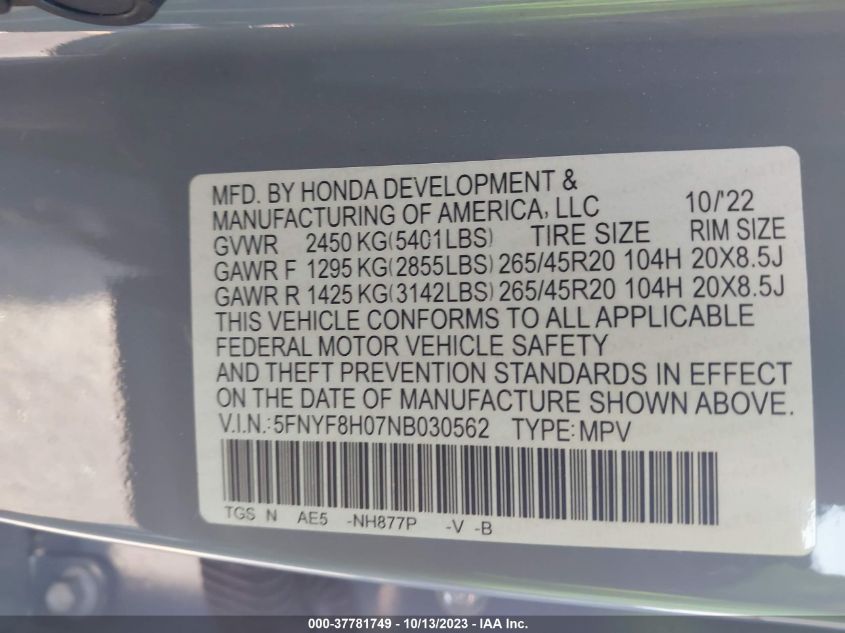 MFD. BY HONDA DEVELOPMENT &
MANUFACTURING OF AMERICA, LLC 10/'22
GVWR 2450 KG(5401LBS) TIRE SIZE RIM SIZE
GAWR F 1295 KG(2855LBS) 265/45R20 104H 20X8.5J
GAWR R 1425 KG(3142LBS) 265/45R20 104H 20X8.5J
THIS VEHICLE CONFORMS TO ALL APPLICABLE
FEDERAL MOTOR VEHICLE SAFETY
AND THEFT PREVENTION STANDARDS IN EFFECT
ON THE DATE OF MANUFACTURE SHOWN ABOVE.
V.I.N.:5FNYF8H07NB030562 TYPE:MPV
TGS N AE5 -NH877P -V -B
000-37781749 - 10/13/2023 - IAA Inc.